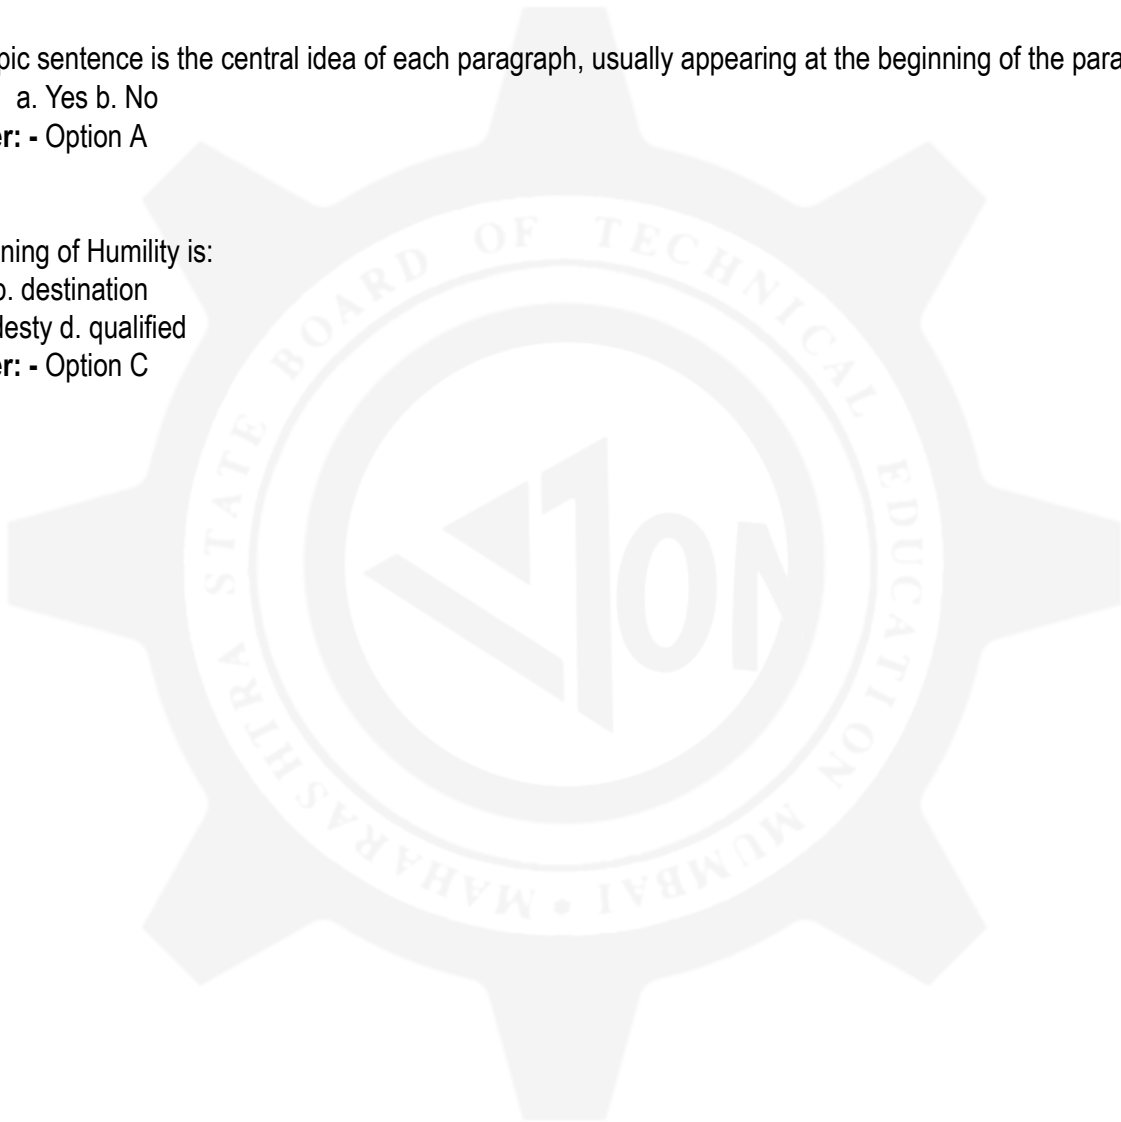 pic sentence is the central idea of each paragraph, usually appearing at the beginning of the para
a. Yes b. No
er: - Option A
ning of Humility is:
b. destination
desty d. qualified
er: - Option C
MAHARASHTRA STATE BOARD OF TECHNICAL EDUCATION MUMBAI •